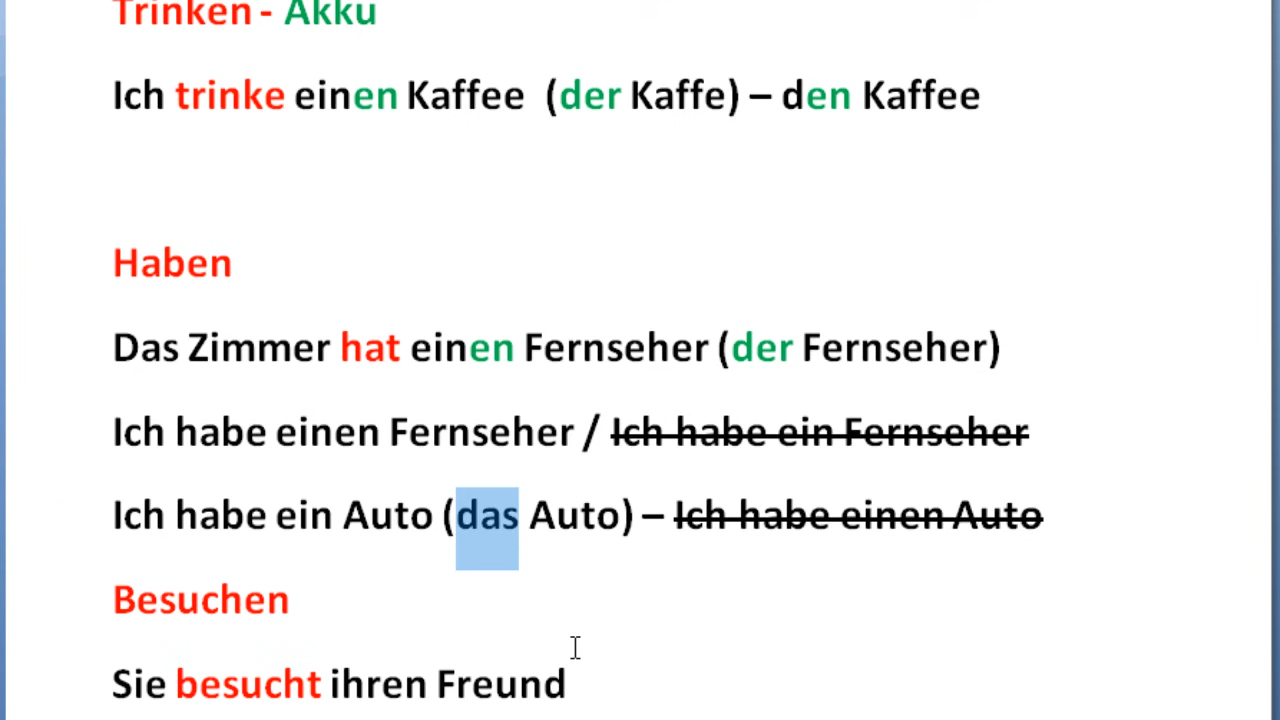 Trinken - Akku
Ich trinke einen Kaffee (der Kaffe) – den Kaffee
Haben
Das Zimmer hat einen Fernseher (der Fernseher)
Ich habe einen Fernseher / Ich habe ein Fernseher
Ich habe ein Auto (das Auto) – Ich habe einen Auto
Besuchen
Sie besucht ihren Freund